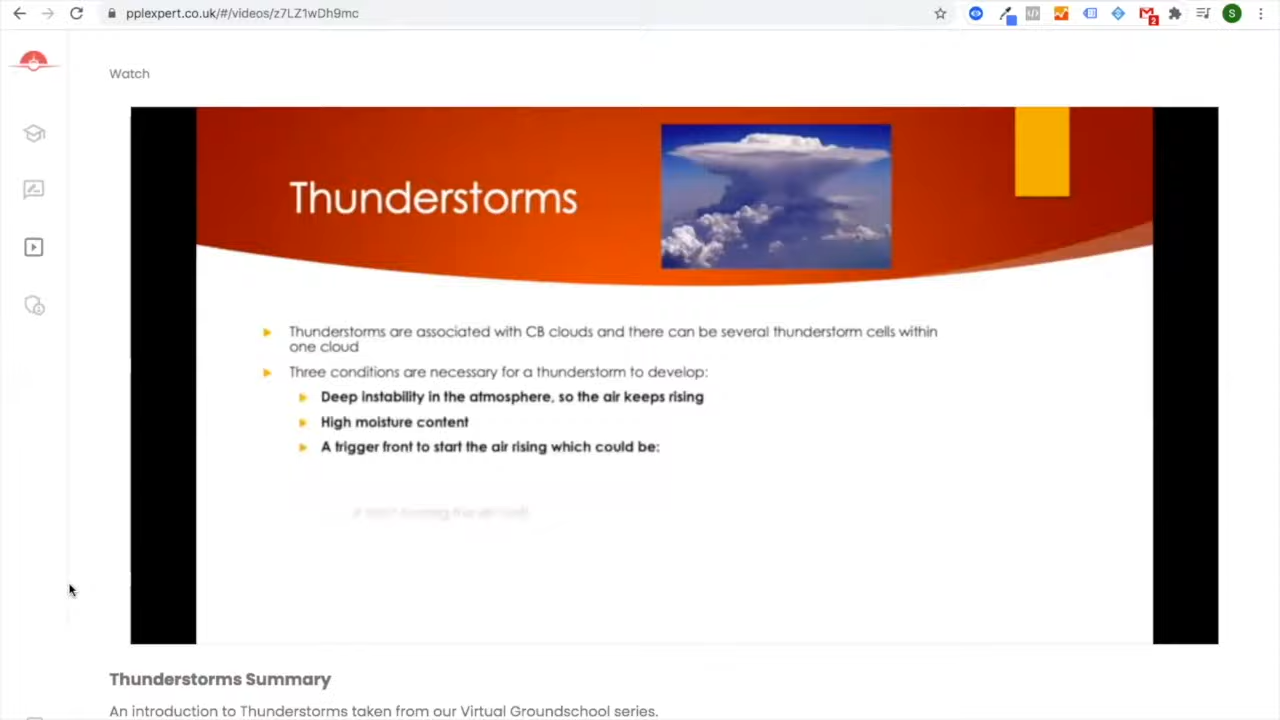 pplexpert.co.uk/#/videos/z7LZ1wDh9mc
2
S
Watch
Thunderstorms
Thunderstorms are associated with CB clouds and there can be several thunderstorm cells within
one cloud
Three conditions are necessary for a thunderstorm to develop:
Deep instability in the atmosphere, so the air keeps rising
High moisture content
A trigger front to start the air rising which could be:
Thunderstorms Summary
An introduction to Thunderstorms taken from our Virtual Groundschool series.